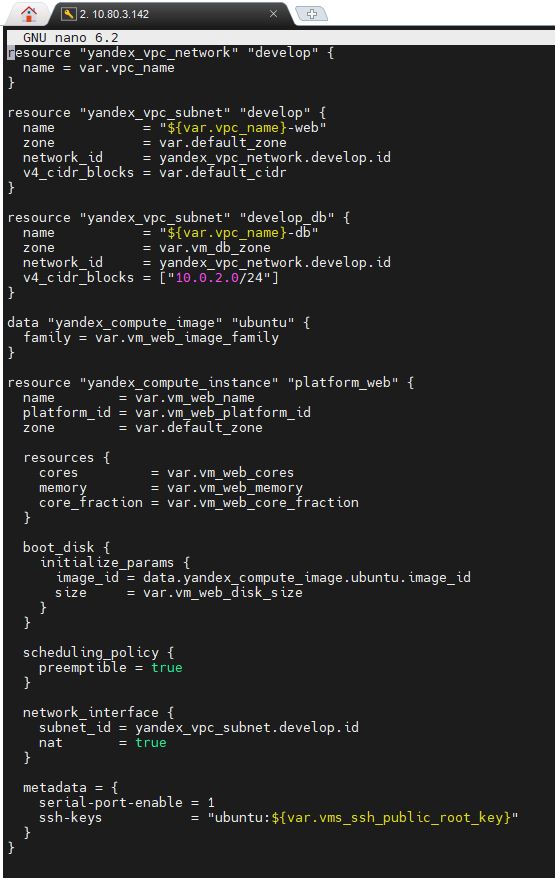 2. 10.80.3.142
GNU nano 6.2
resource "yandex_vpc_network" "develop" {
  name = var.vpc_name
}

resource "yandex_vpc_subnet" "develop" {
  name           = "${var.vpc_name}-web"
  zone           = var.default_zone
  network_id     = yandex_vpc_network.develop.id
  v4_cidr_blocks = var.default_cidr
}

resource "yandex_vpc_subnet" "develop_db" {
  name           = "${var.vpc_name}-db"
  zone           = var.vm_db_zone
  network_id     = yandex_vpc_network.develop.id
  v4_cidr_blocks = ["10.0.2.0/24"]
}

data "yandex_compute_image" "ubuntu" {
  family = var.vm_web_image_family
}

resource "yandex_compute_instance" "platform_web" {
  name        = var.vm_web_name
  platform_id = var.vm_web_platform_id
  zone        = var.default_zone

  resources {
    cores         = var.vm_web_cores
    memory        = var.vm_web_memory
    core_fraction = var.vm_web_core_fraction
  }

  boot_disk {
    initialize_params {
      image_id = data.yandex_compute_image.ubuntu.image_id
      size     = var.vm_web_disk_size
    }
  }

  scheduling_policy {
    preemptible = true
  }

  network_interface {
    subnet_id = yandex_vpc_subnet.develop.id
    nat       = true
  }

  metadata = {
    serial-port-enable = 1
    ssh-keys           = "ubuntu:${var.vms_ssh_public_root_key}"
  }
}